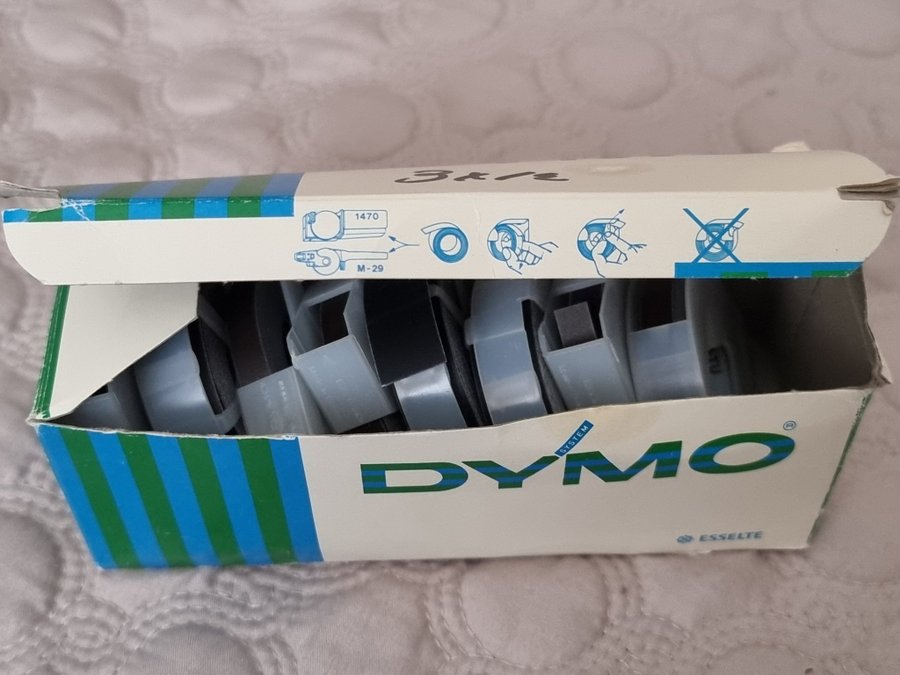 1470
M-29
SYSTEM
DYMO®
ESSELTE